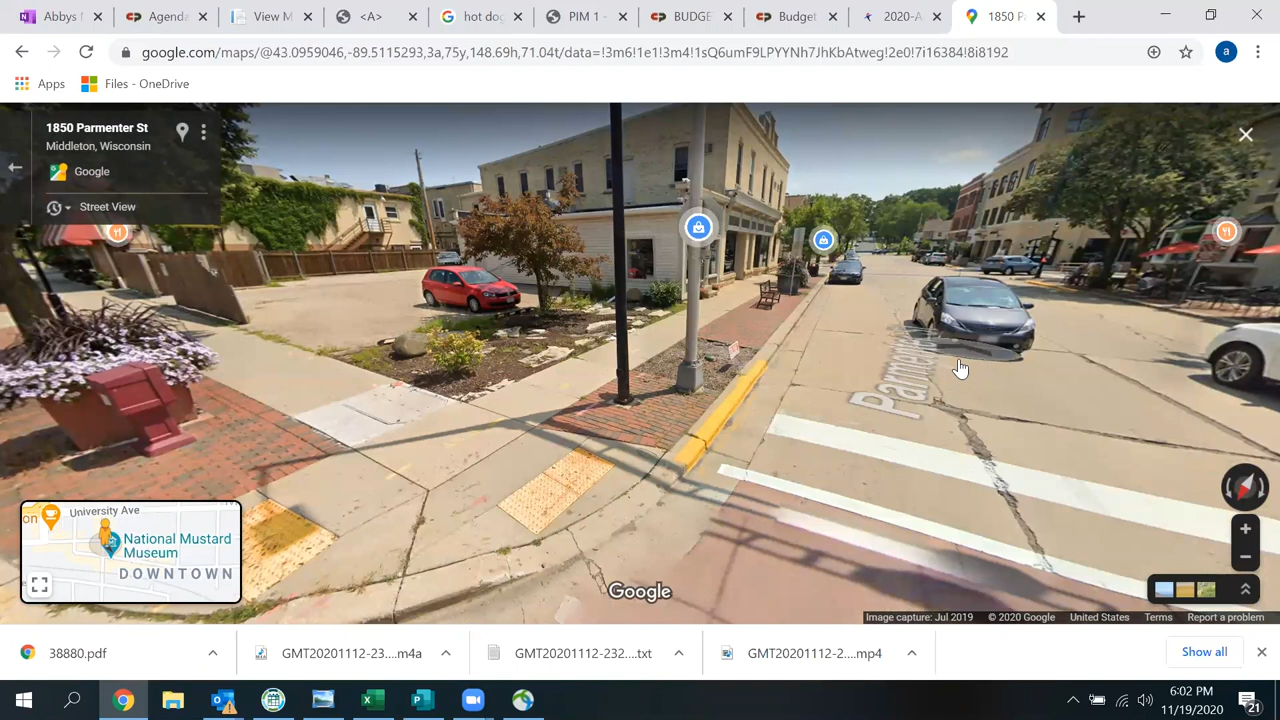 Abbys
Agenda
View M
<A>
hot dog
PIM 1 -
BUDGE
Budget
2020-A
1850 Pa
google.com/maps/@43.0959046,-89.5115293,3a,75y,148.69h,71.04t/data=!3m6!1e1!3m4!1sQ6umF9LPYYNh7JhKbAtweg!2e0!7i16384!8i8192
a
Apps
Files - OneDrive
1850 Parmenter St
Middleton, Wisconsin
Google
Street View
University Ave
on
National Mustard
Museum
DOWNTOWN
Google
Image capture: Jul 2019 © 2020 Google United States Terms Report a problem
38880.pdf
GMT20201112-23....m4a
GMT20201112-232....txt
GMT20201112-2....mp4
Show all
6:02 PM
11/19/2020
21